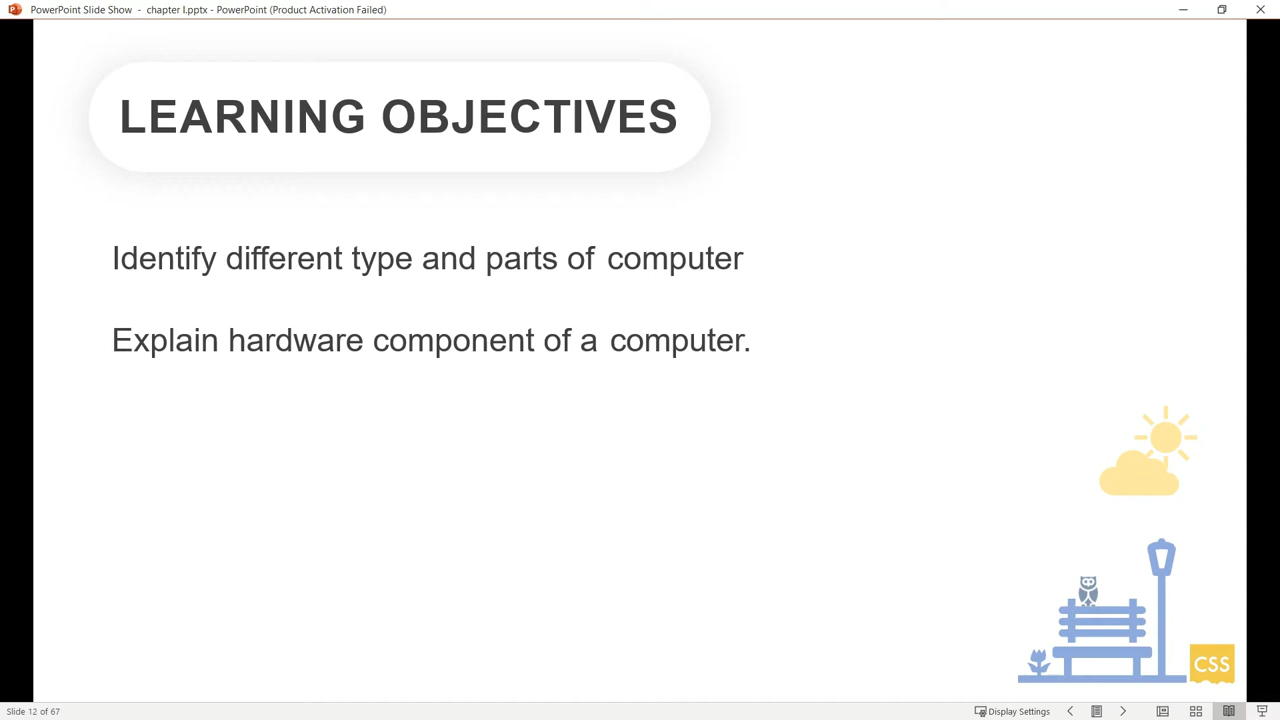 PowerPoint Slide Show - chapter I.pptx - PowerPoint (Product Activation Failed)
LEARNING OBJECTIVES
Identify different type and parts of computer
Explain hardware component of a computer.
CSS
Slide 12 of 67
Display Settings